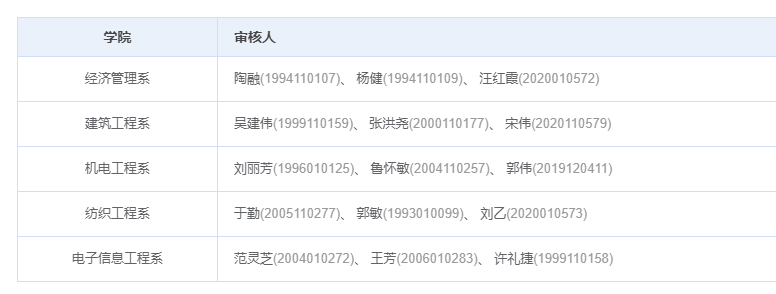 学院 审核人
经济管理系 陶融(1994110107)、 杨健(1994110109)、 汪红霞(2020010572)
建筑工程系 吴建伟(1999110159)、 张洪尧(2000110177)、 宋伟(2020110579)
机电工程系 刘丽芳(1996010125)、 鲁怀敏(2004110257)、 郭伟(2019120411)
纺织工程系 于勤(2005110277)、 郭敏(1993010099)、 刘乙(2020010573)
电子信息工程系 范灵芝(2004010272)、 王芳(2006010283)、 许礼捷(1999110158)